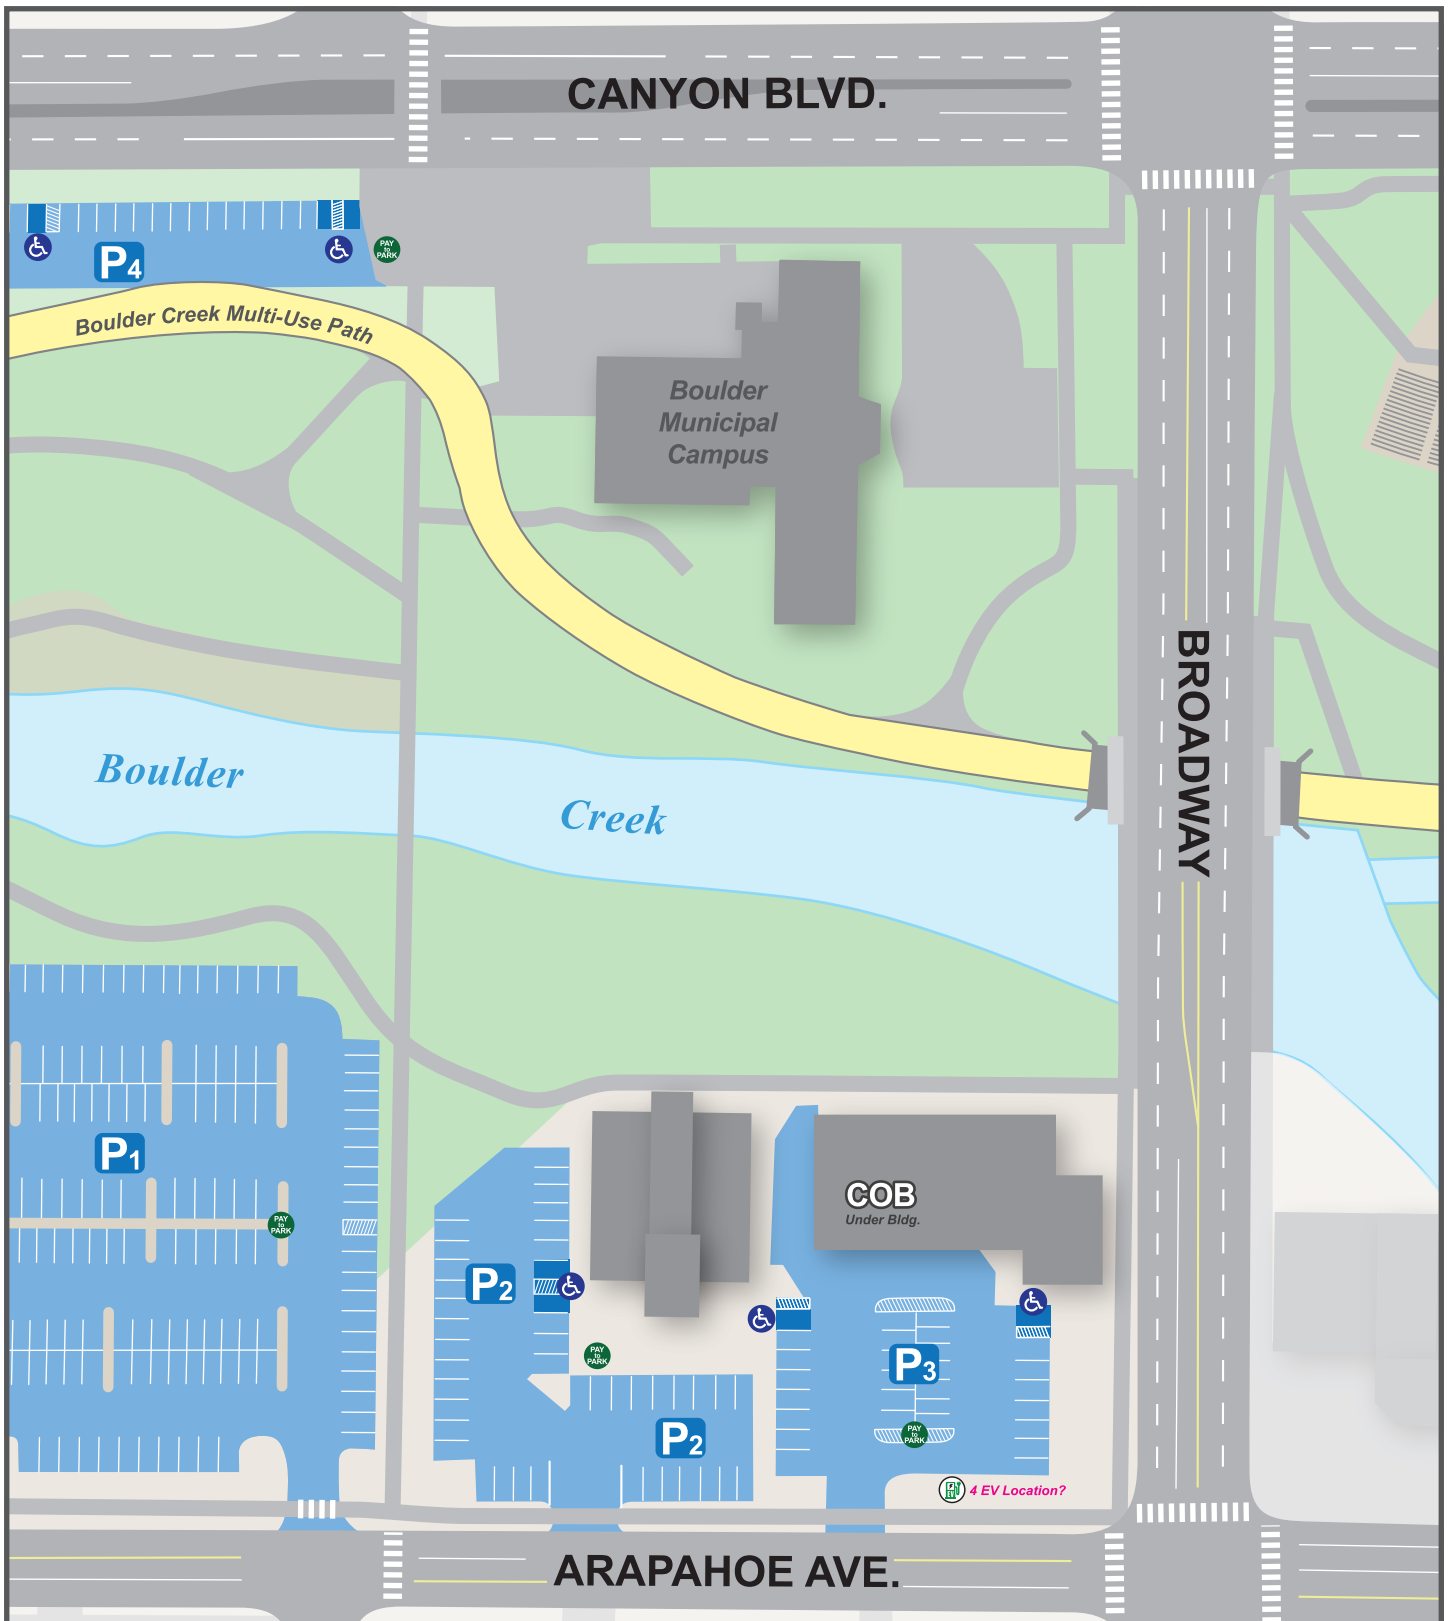 CANYON BLVD.
P4
PAY
to
PARK
Boulder Creek Multi-Use Path
Boulder
Municipal
Campus
BROADWAY
Boulder
Creek
P1
PAY
to
PARK
COB
Under Bldg.
P2
PAY
to
PARK
P3
P2
PAY
to
PARK
EV
4 EV Location?
ARAPAHOE AVE.